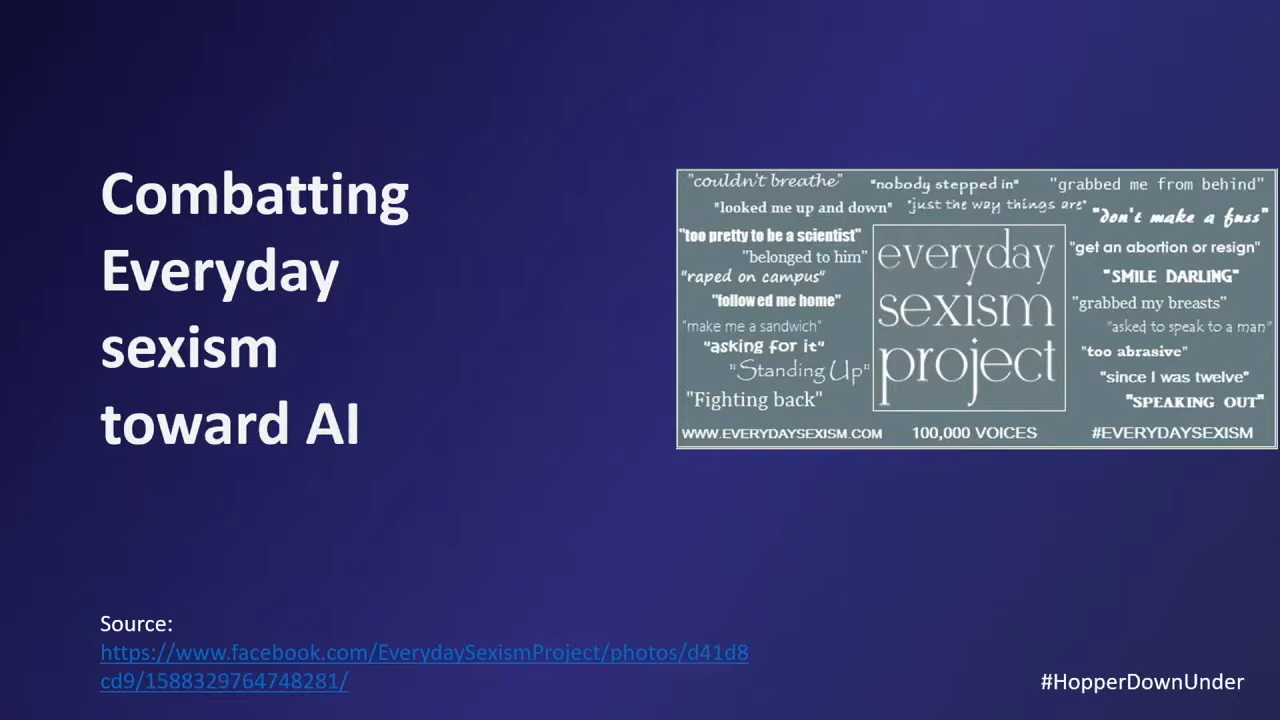 Combatting
Everyday
sexism
toward AI
"couldn't breathe"
"nobody stepped in"
"grabbed me from behind"
"looked me up and down"
"just the way things are"
"don't make a fuss"
"too pretty to be a scientist"
"belonged to him"
"raped on campus"
"followed me home"
"make me a sandwich"
"asking for it"
"Standing Up"
"Fighting back"
everyday
sexism
project
"get an abortion or resign"
"SMILE DARLING"
"grabbed my breasts"
"asked to speak to a man"
"too abrasive"
"since I was twelve"
"SPEAKING OUT"
WWW.EVERYDAYSEXISM.COM
100,000 VOICES
#EVERYDAYSEXISM
Source:
https://www.facebook.com/EverydaySexismProject/photos/d41d8
cd9/1588329764748281/
#HopperDownUnder